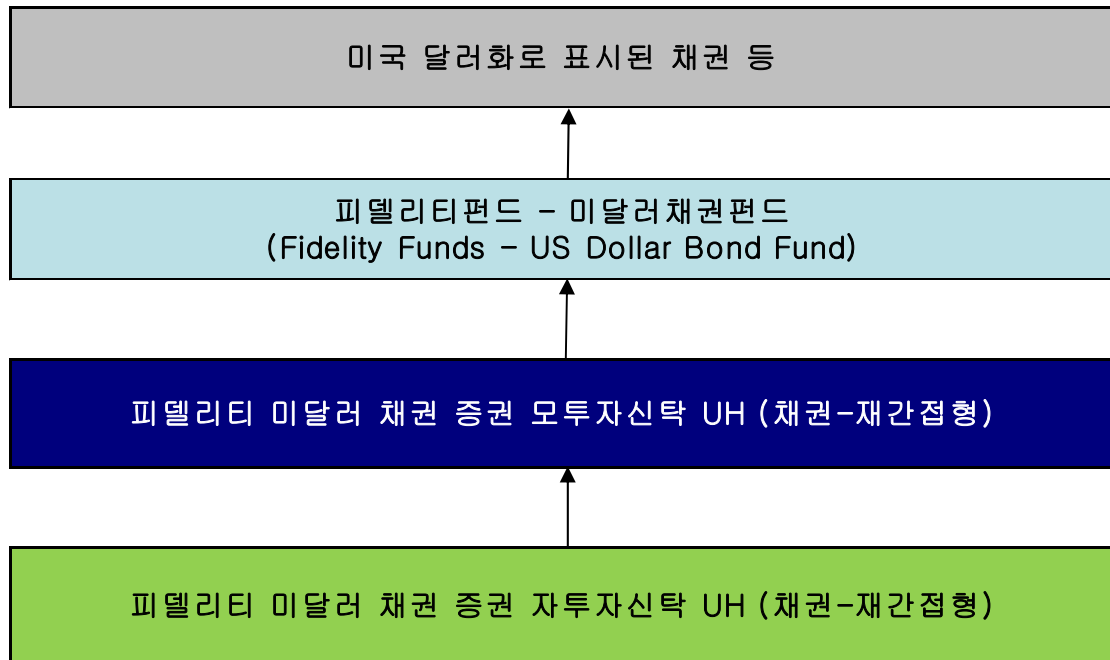 미국 달러화로 표시된 채권 등
피델리티펀드 - 미달러채권펀드
(Fidelity Funds - US Dollar Bond Fund)
피델리티 미달러 채권 증권 모투자신탁 UH (채권-재간접형)
피델리티 미달러 채권 증권 자투자신탁 UH (채권-재간접형)